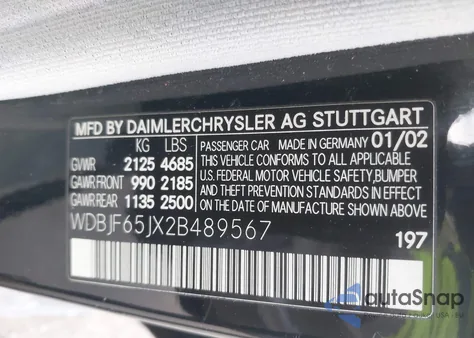 MFD BY DAIMLERCHRYSLER AG STUTTGART
KG LBS
GVWR 2125 4685
GAWR FRONT 990 2185
GAWR REAR 1135 2500
PASSENGER CAR MADE IN GERMANY 01/02
THIS VEHICLE CONFORMS TO ALL APPLICABLE
U.S. FEDERAL MOTOR VEHICLE SAFETY, BUMPER
AND THEFT PREVENTION STANDARDS IN EFFECT
ON THE DATE OF MANUFACTURE SHOWN ABOVE
WDBJF65JX2B489567
197
autoSnap